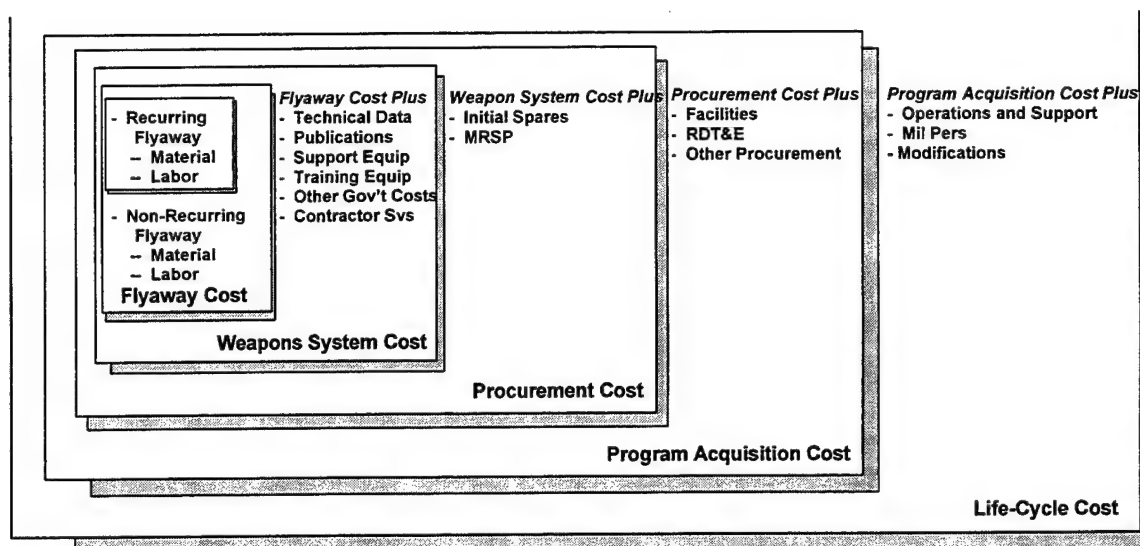 - Recurring
Flyaway
-- Material
-- Labor
- Non-Recurring
Flyaway
-- Material
-- Labor
Flyaway Cost
Flyaway Cost Plus
- Technical Data
- Publications
- Support Equip
- Training Equip
- Other Gov't Costs
- Contractor Svs
Weapons System Cost
Weapon System Cost Plus
- Initial Spares
- MRSP
Procurement Cost
Procurement Cost Plus
- Facilities
- RDT&E
- Other Procurement
Program Acquisition Cost
Program Acquisition Cost Plus
- Operations and Support
- Mil Pers
- Modifications
Life-Cycle Cost